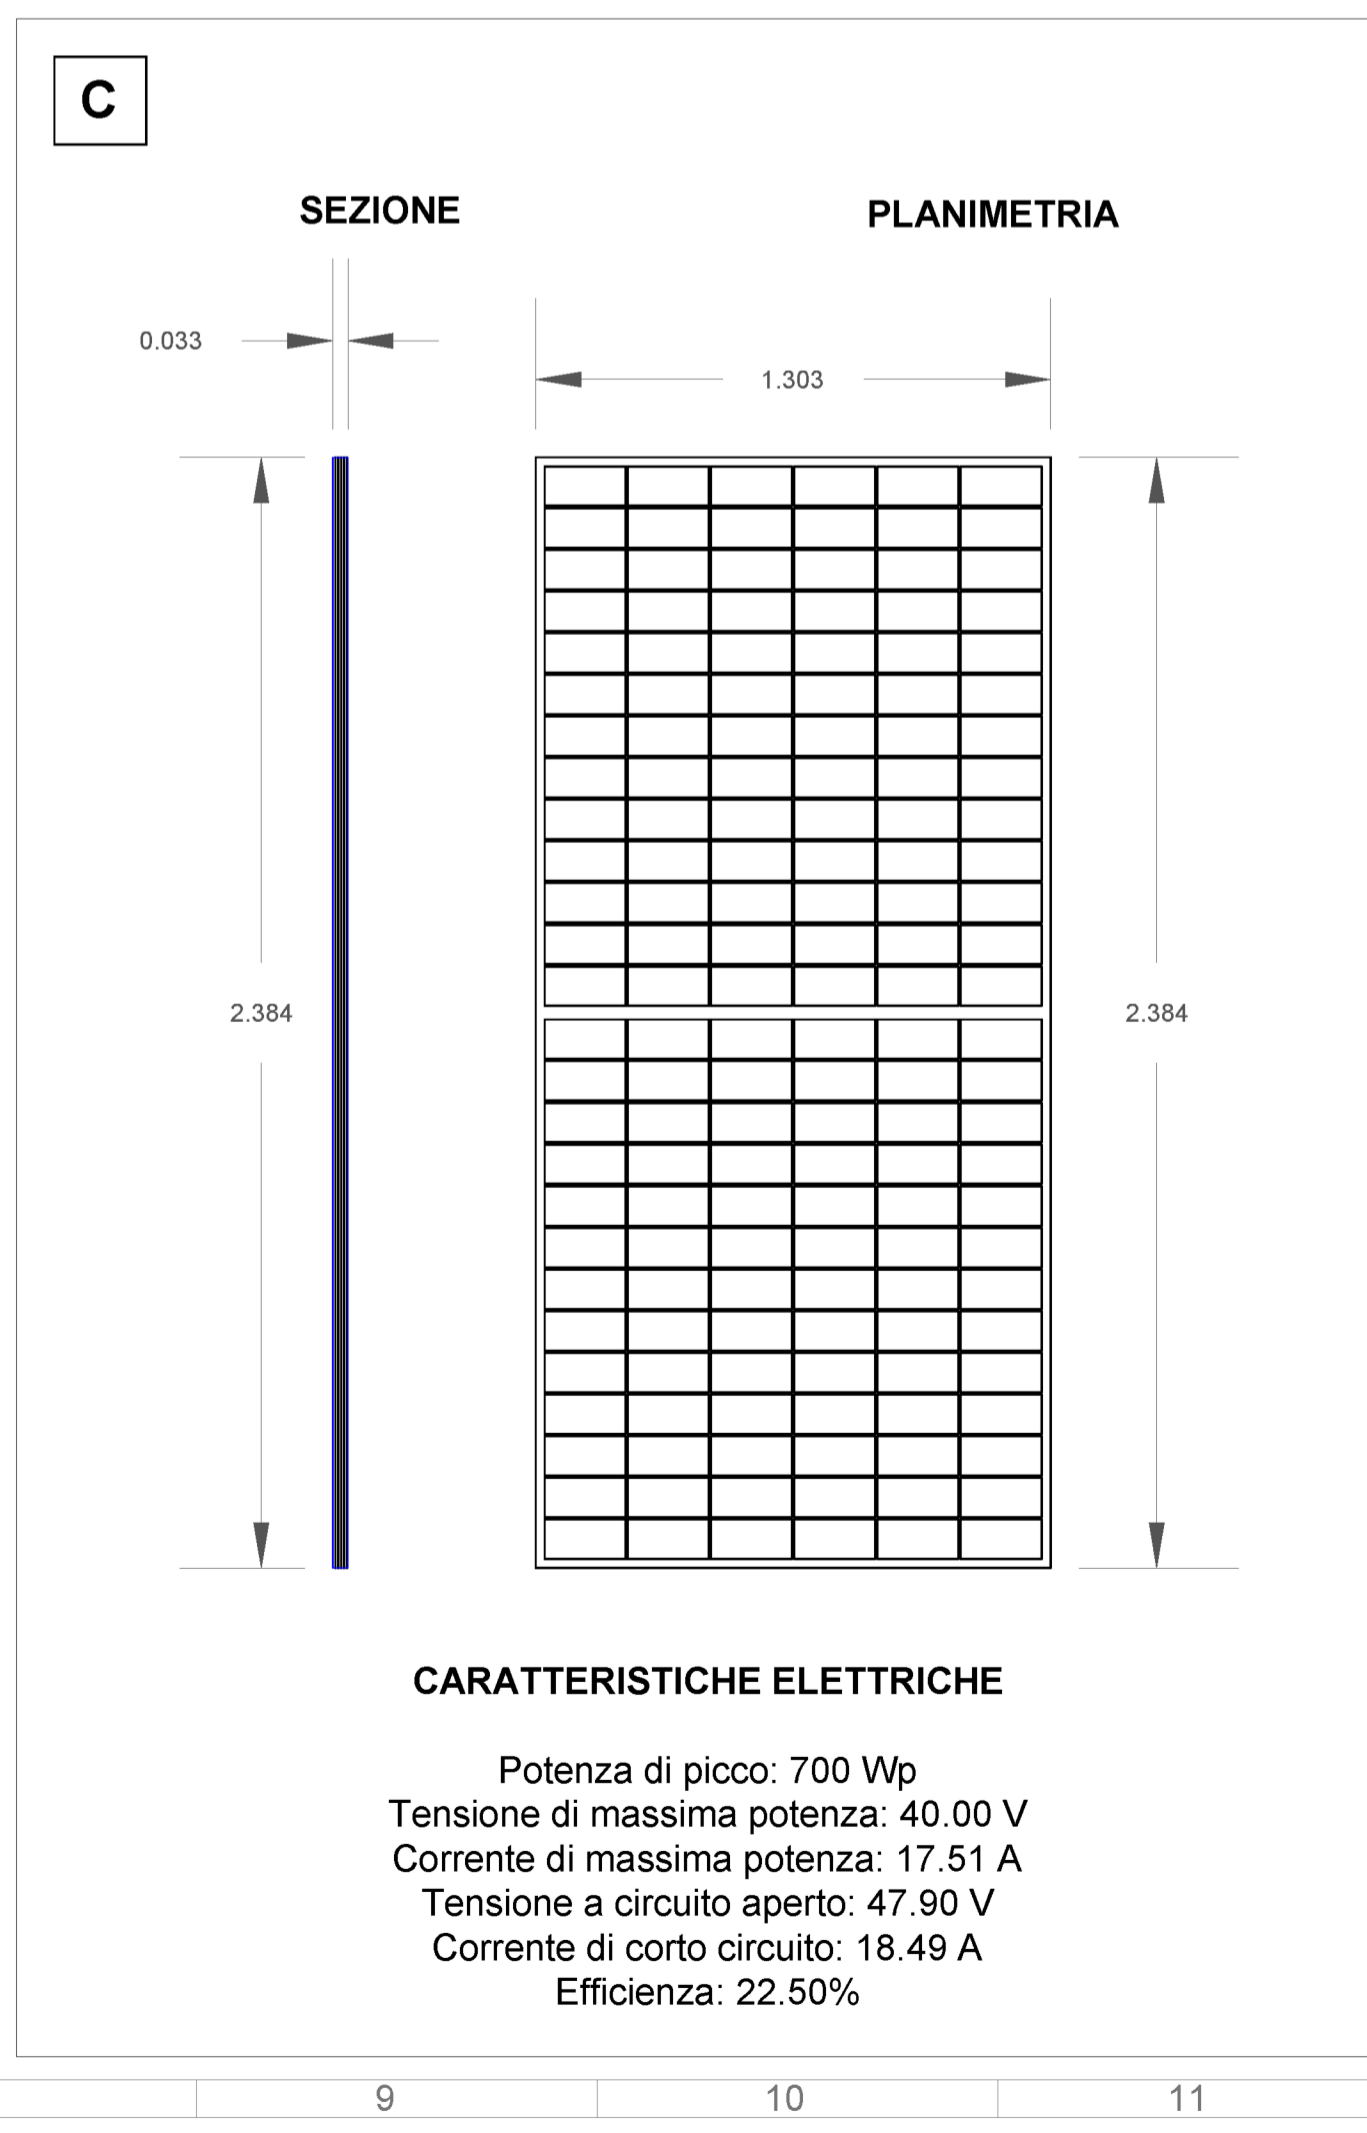 C
SEZIONE
PLANIMETRIA
0.033
1.303
2.384
2.384
CARATTERISTICHE ELETTRICHE
Potenza di picco: 700 Wp
Tensione di massima potenza: 40.00 V
Corrente di massima potenza: 17.51 A
Tensione a circuito aperto: 47.90 V
Corrente di corto circuito: 18.49 A
Efficienza: 22.50%
9
10
11